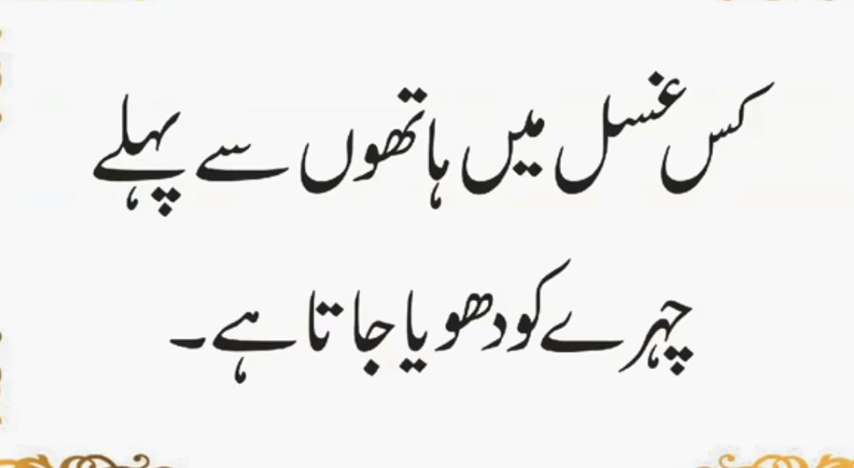 کس غسل میں ہاتھوں سے پہلے
چہرے کو دھویا جاتا ہے۔